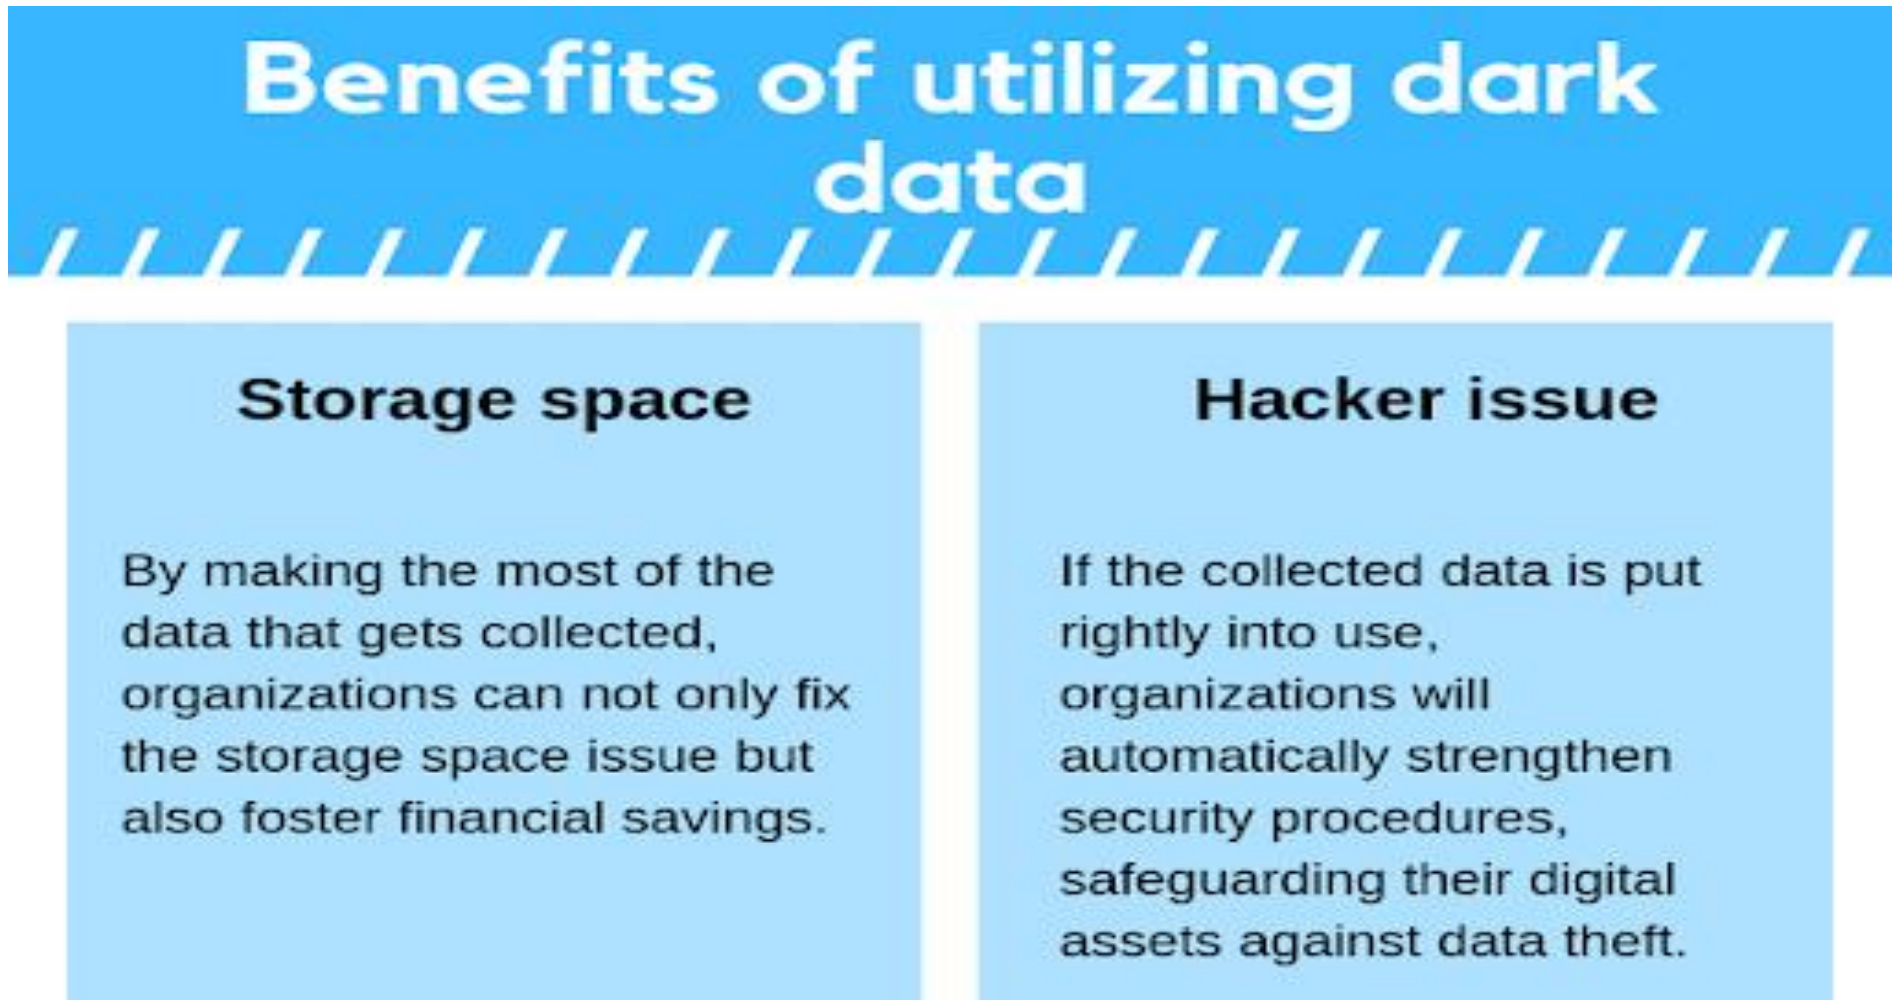 Benefits of utilizing dark
data
Storage space
By making the most of the
data that gets collected,
organizations can not only fix
the storage space issue but
also foster financial savings.
Hacker issue
If the collected data is put
rightly into use,
organizations will
automatically strengthen
security procedures,
safeguarding their digital
assets against data theft.